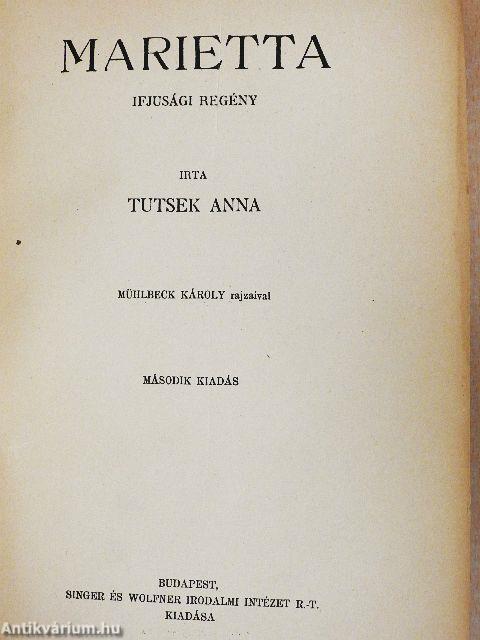 MARIETTA
IFJUSÁGI REGÉNY
IRTA
TUTSEK ANNA
MÜHLBECK KÁROLY rajzaival
MÁSODIK KIADÁS
BUDAPEST,
SINGER ÉS WOLFNER IRODALMI INTÉZET R.-T.
KIADÁSA
Antikvárium.hu